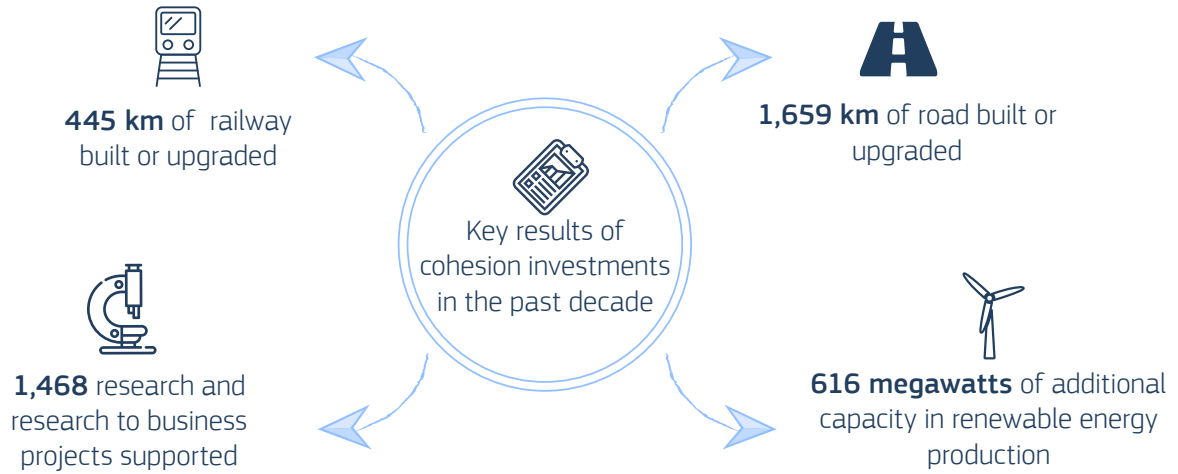 445 km of railway
built or upgraded
1,659 km of road built or
upgraded
Key results of
cohesion investments
in the past decade
1,468 research and
research to business
projects supported
616 megawatts of additional
capacity in renewable energy
production